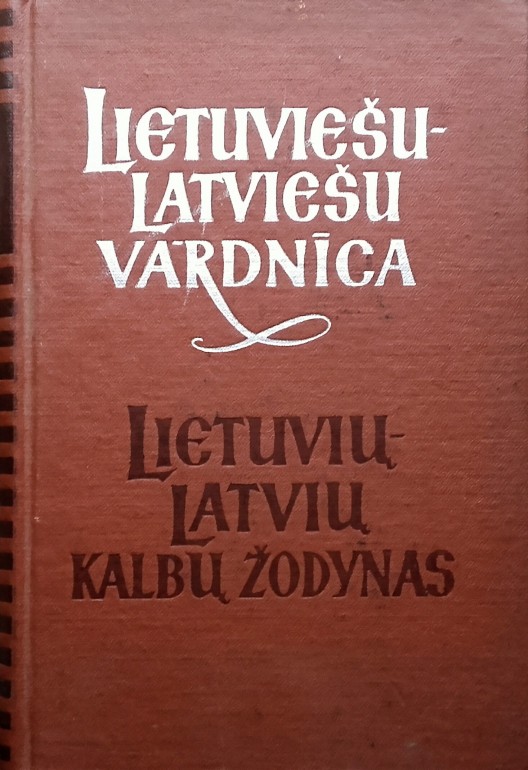 LIETUVIEŠU-
LATVIEŠU
VĀRDNĪCA
LIETUVIŲ-
LATVIŲ
KALBŲ ŽODYNAS